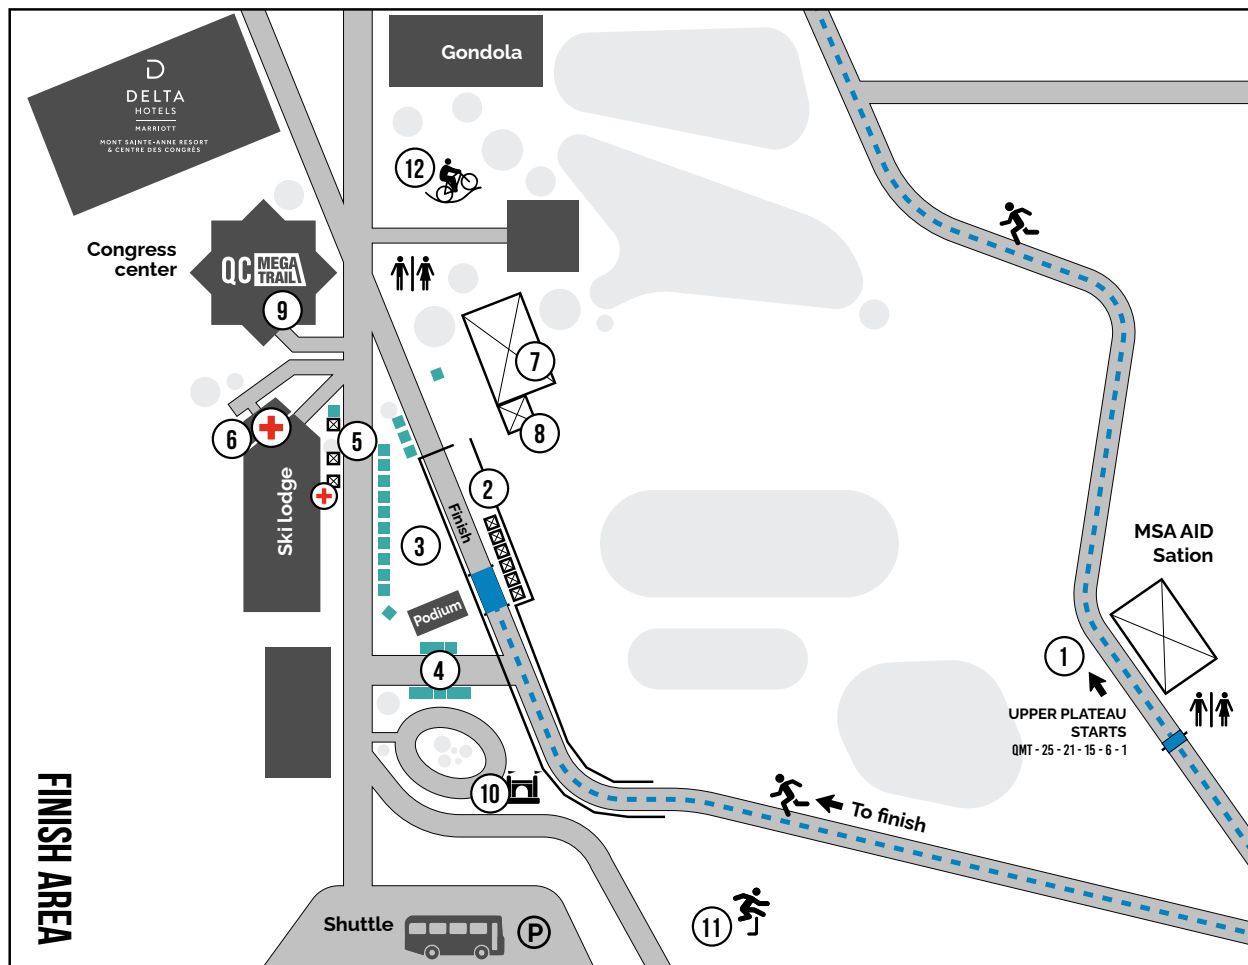 Gondola
DELTA
HOTELS
MARRIOTT
MONT SAINTE-ANNE RESORT
& CENTRE DES CONGRÈS
12
Congress
center
QC MEGA
TRAIL
9
7
8
6
5
2
Finish
3
Ski lodge
MSA AID
Sation
Podium
4
1
UPPER PLATEAU
STARTS
QMT - 25 - 21 - 15 - 6 - 1
10
To finish
FINISH AREA
11
Shuttle
P